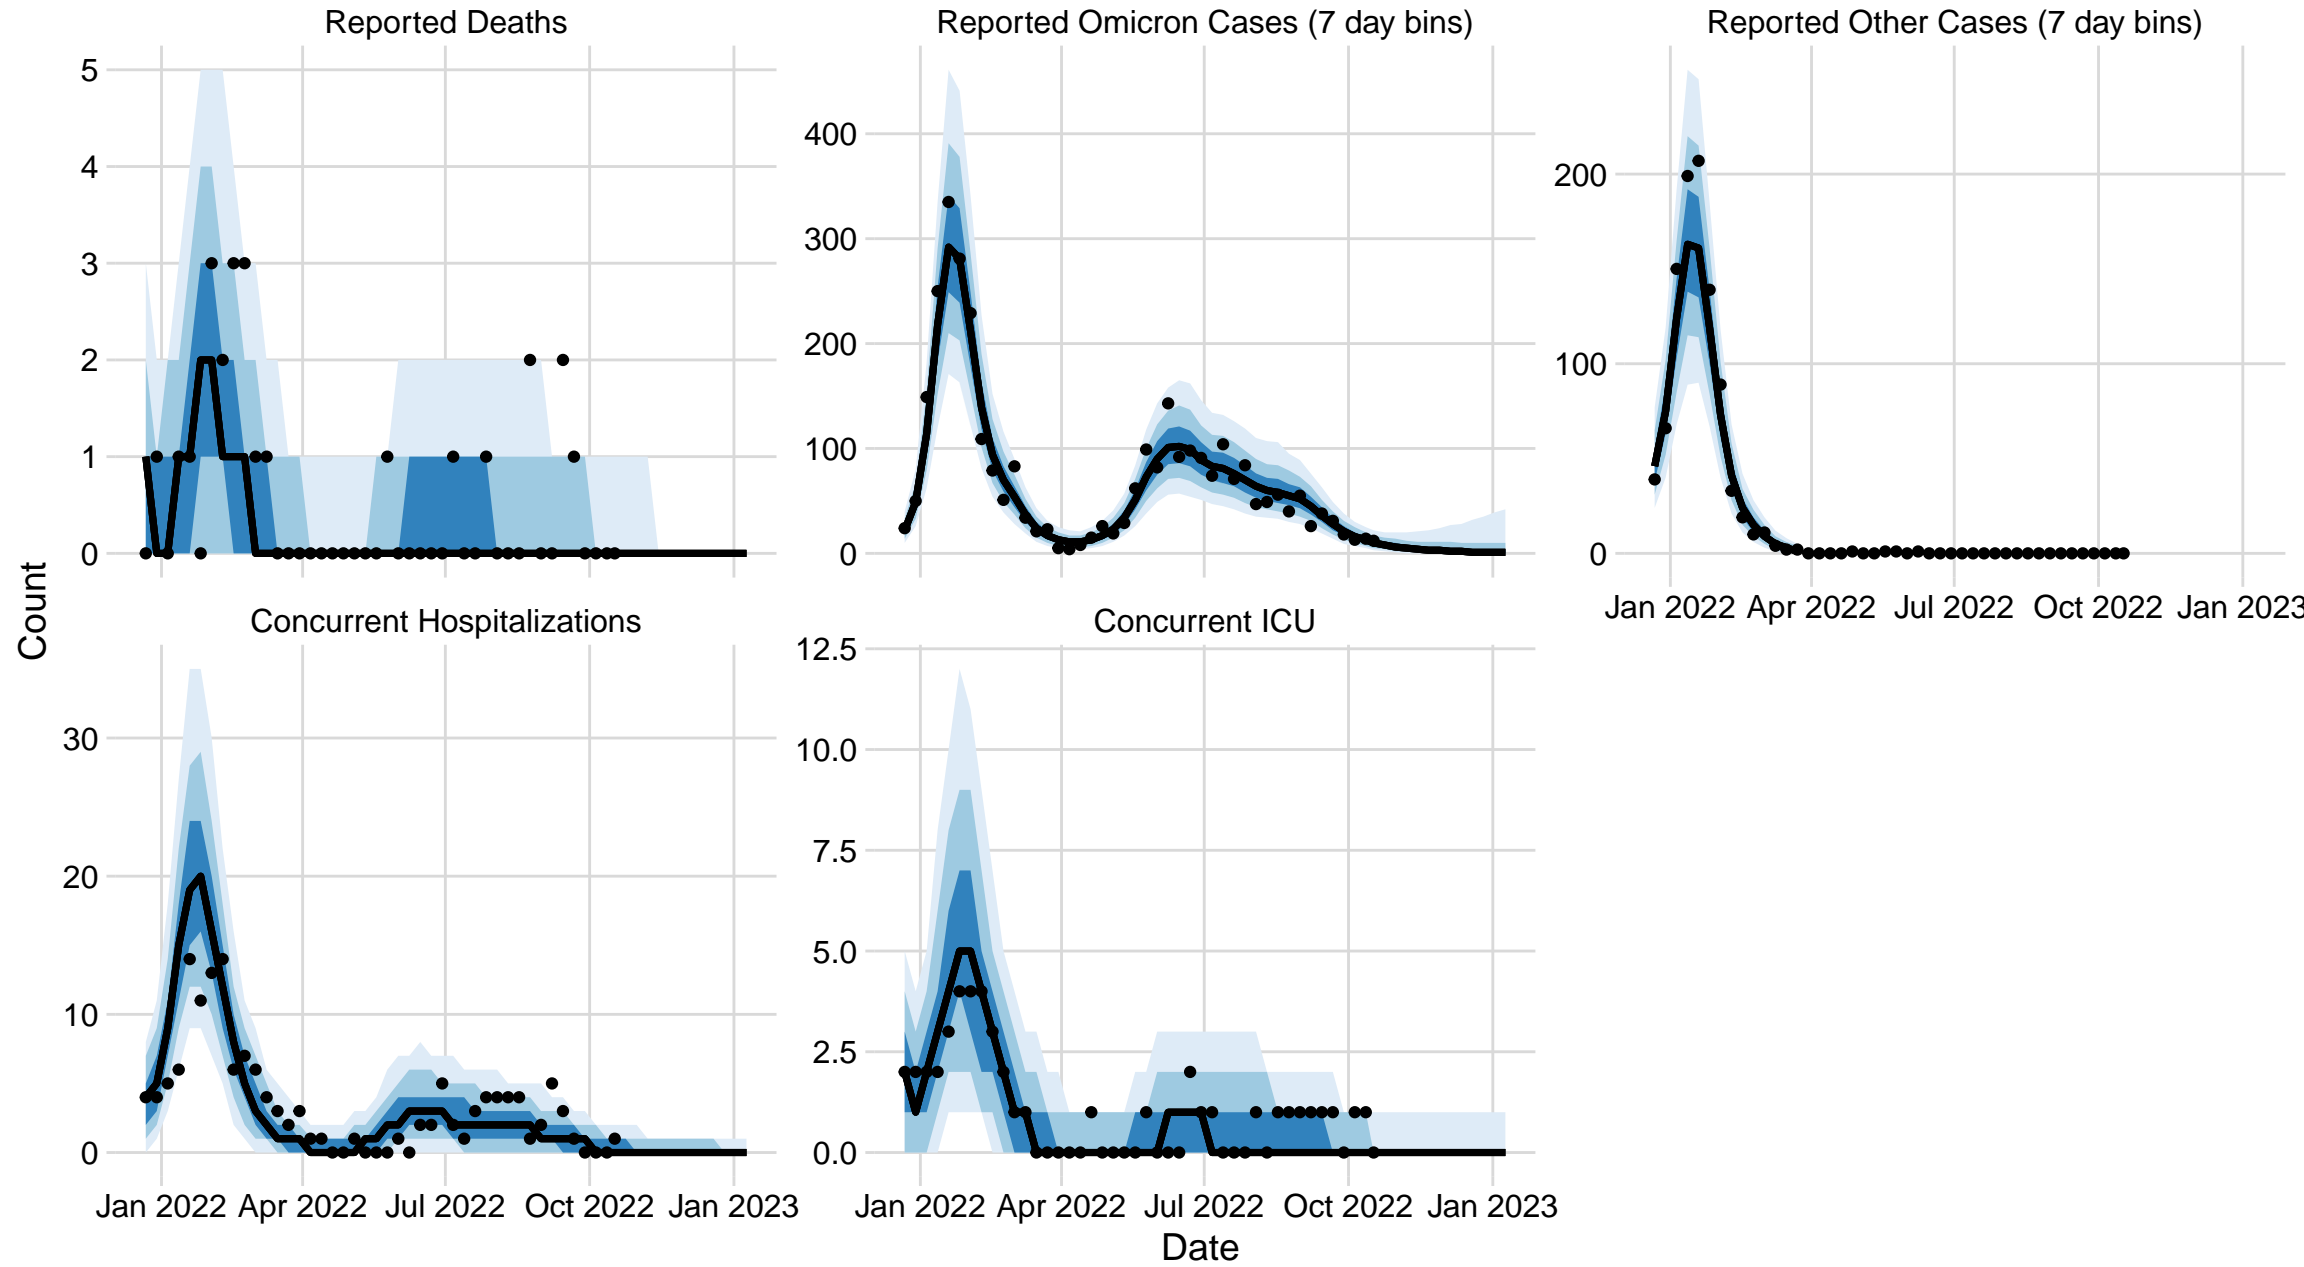 Reported Deaths
Reported Omicron Cases (7 day bins)
Reported Other Cases (7 day bins)
5
4
3
2
1
0
400
300
200
100
0
200
100
0
Jan 2022 Apr 2022 Jul 2022 Oct 2022 Jan 2023
Count
Concurrent Hospitalizations
Concurrent ICU
30
20
10
0
12.5
10.0
7.5
5.0
2.5
0.0
Jan 2022 Apr 2022 Jul 2022 Oct 2022 Jan 2023
Jan 2022 Apr 2022 Jul 2022 Oct 2022 Jan 2023
Date